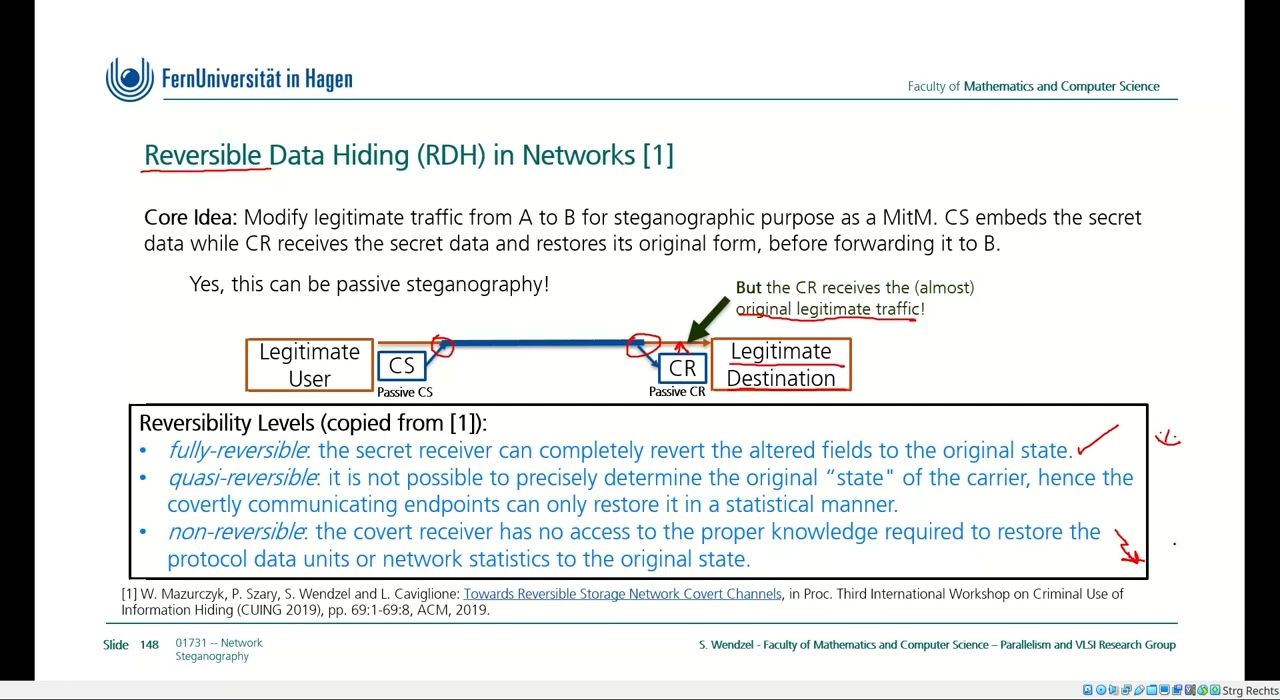 FernUniversität in Hagen
Faculty of Mathematics and Computer Science
Reversible Data Hiding (RDH) in Networks [1]
Core Idea: Modify legitimate traffic from A to B for steganographic purpose as a MitM. CS embeds the secret
data while CR receives the secret data and restores its original form, before forwarding it to B.
Yes, this can be passive steganography!
But the CR receives the (almost)
original legitimate traffic!
Legitimate
User
CS
Passive CS
CR
Passive CR
Legitimate
Destination
Reversibility Levels (copied from [1]):
• fully-reversible: the secret receiver can completely revert the altered fields to the original state.
• quasi-reversible: it is not possible to precisely determine the original “state" of the carrier, hence the
covertly communicating endpoints can only restore it in a statistical manner.
• non-reversible: the covert receiver has no access to the proper knowledge required to restore the
protocol data units or network statistics to the original state.
[1] W. Mazurczyk, P. Szary, S. Wendzel and L. Caviglione: Towards Reversible Storage Network Covert Channels, in Proc. Third International Workshop on Criminal Use of
Information Hiding (CUING 2019), pp. 69:1-69:8, ACM, 2019.
Slide 148
01731 -- Network
Steganography
S. Wendzel - Faculty of Mathematics and Computer Science – Parallelism and VLSI Research Group
Strg Rechts